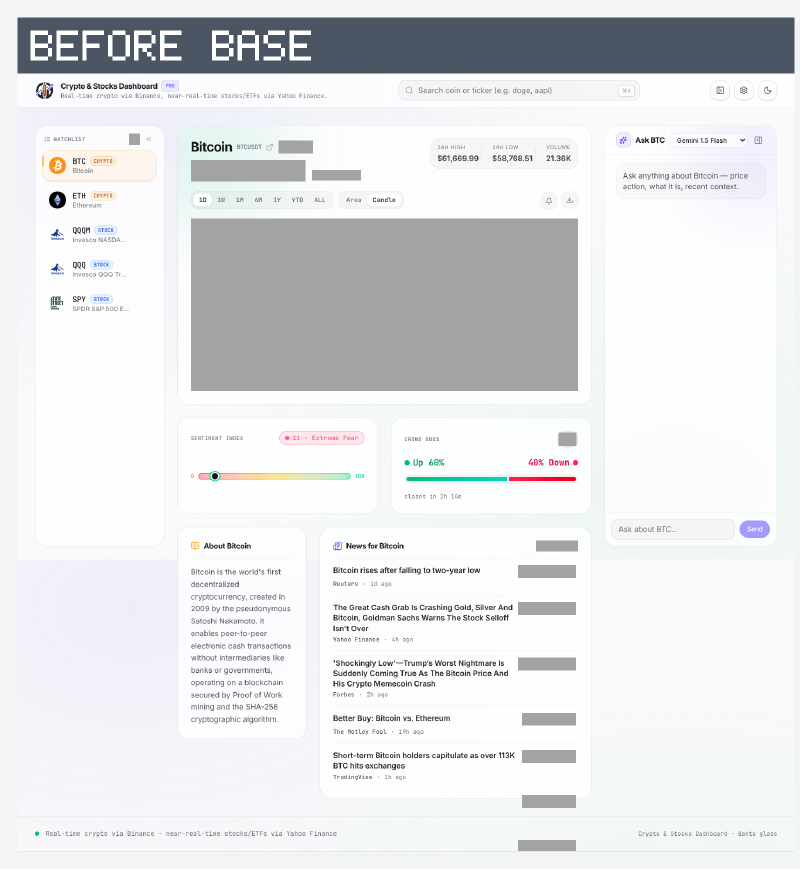 BEFORE BASE
Crypto & Stocks Dashboard PRO
Real-time crypto via Binance, near-real-time stocks/ETFs via Yahoo Finance.
Search coin or ticker (e.g. doge, aapl)
WATCHLIST
BTC CRYPTO
Bitcoin
ETH CRYPTO
Ethereum
QQQM STOCK
Invesco NASDA...
QQQ STOCK
Invesco QQQ Tr...
SPY STOCK
SPDR S&P 500 E...
Bitcoin BTCUSDT
24H HIGH 24H LOW VOLUME
$61,669.99 $58,768.51 21.36K
1D 1W 1M 6M 1Y YTD ALL Area Candle
SENTIMENT INDEX 11 · Extreme Fear
0 100
CROWD ODDS
Up 60% 40% Down
closes in 2h 14m
About Bitcoin
Bitcoin is the world's first
decentralized
cryptocurrency, created in
2009 by the pseudonymous
Satoshi Nakamoto. It
enables peer-to-peer
electronic cash transactions
without intermediaries like
banks or governments,
operating on a blockchain
secured by Proof of Work
mining and the SHA-256
cryptographic algorithm.
News for Bitcoin
Bitcoin rises after falling to two-year low
Reuters · 1d ago
The Great Cash Grab Is Crashing Gold, Silver And
Bitcoin, Goldman Sachs Warns The Stock Selloff
Isn't Over
Yahoo Finance · 4h ago
'Shockingly Low'—Trump's Worst Nightmare Is
Suddenly Coming True As The Bitcoin Price And
His Crypto Memecoin Crash
Forbes · 2h ago
Better Buy: Bitcoin vs. Ethereum
The Motley Fool · 19h ago
Short-term Bitcoin holders capitulate as over 113K
BTC hits exchanges
TradingView · 1h ago
Ask BTC Gemini 1.5 Flash
Ask anything about Bitcoin — price
action, what it is, recent context.
Ask about BTC... Send
Real-time crypto via Binance · near-real-time stocks/ETFs via Yahoo Finance
Crypto & Stocks Dashboard · Bento glass